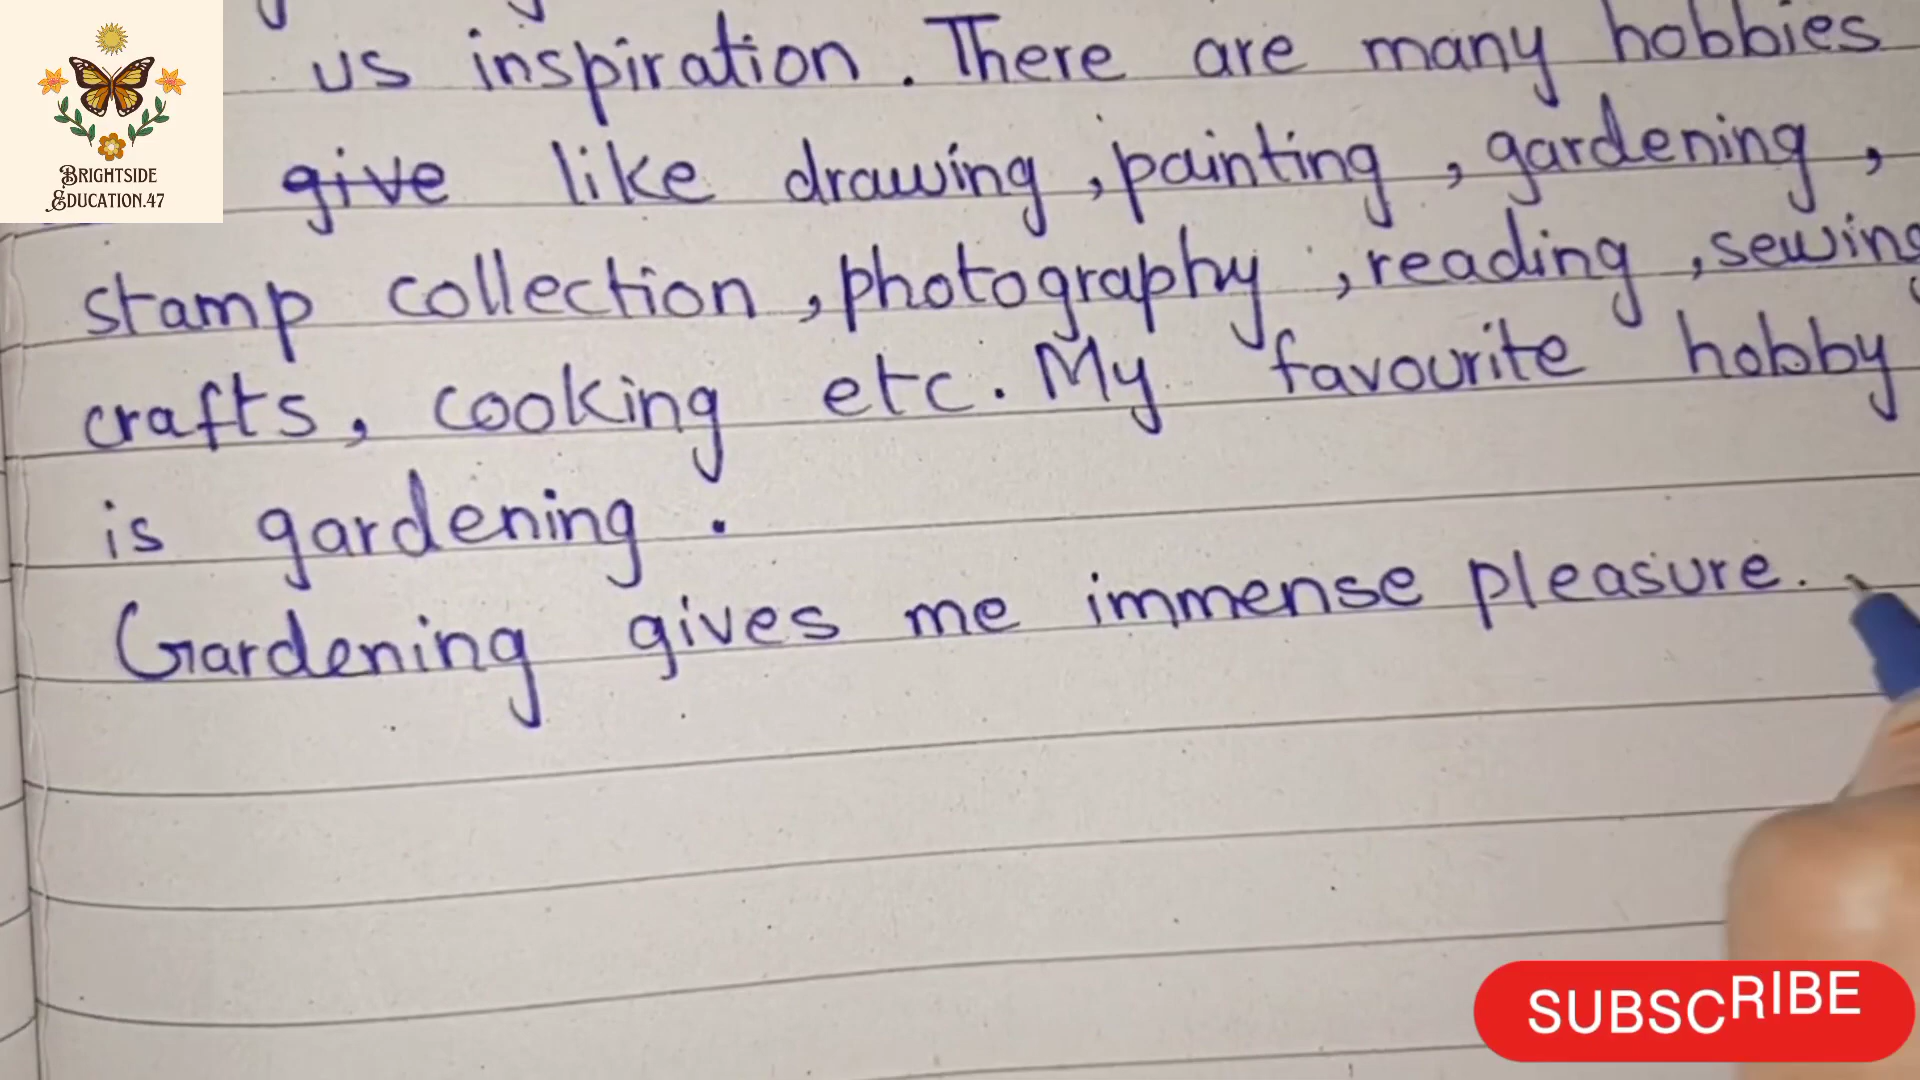 BRIGHTSIDE
EDUCATION.47
us inspiration. There are many hobbies
give like drawing, painting, gardening,
stamp collection, photography, reading, sewing
crafts, cooking etc. My favourite hobby
is gardening.
Gardening gives me immense pleasure.
SUBSCRIBE